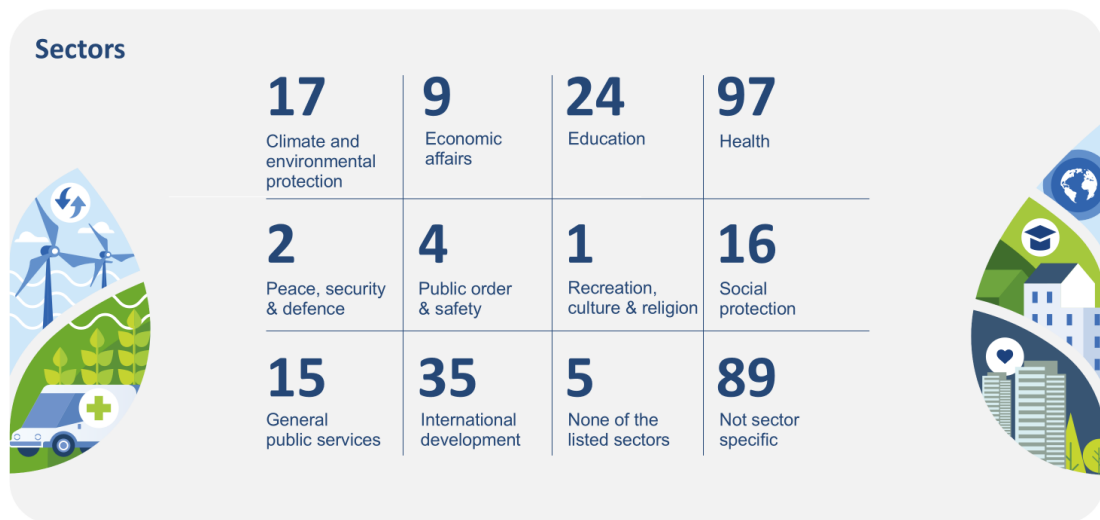 Sectors
17
Climate and
environmental
protection
9
Economic
affairs
24
Education
97
Health
2
Peace, security
& defence
4
Public order
& safety
1
Recreation,
culture & religion
16
Social
protection
15
General
public services
35
International
development
5
None of the
listed sectors
89
Not sector
specific